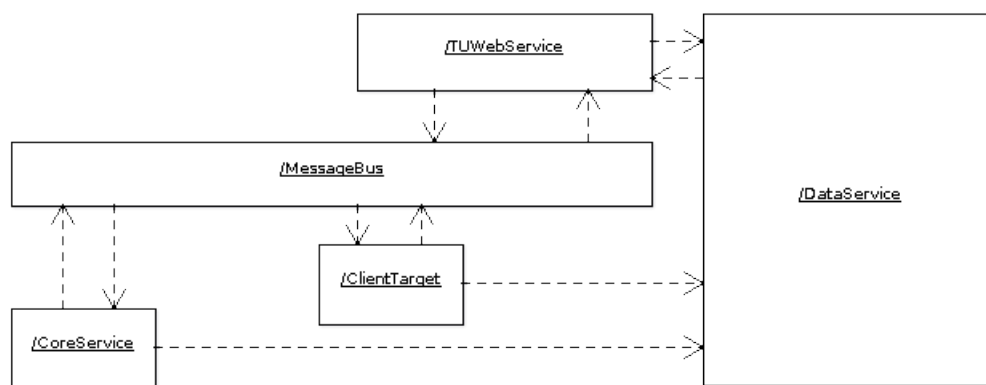 /TUWebService
/MessageBus
/DataService
/ClientTarget
/CoreService